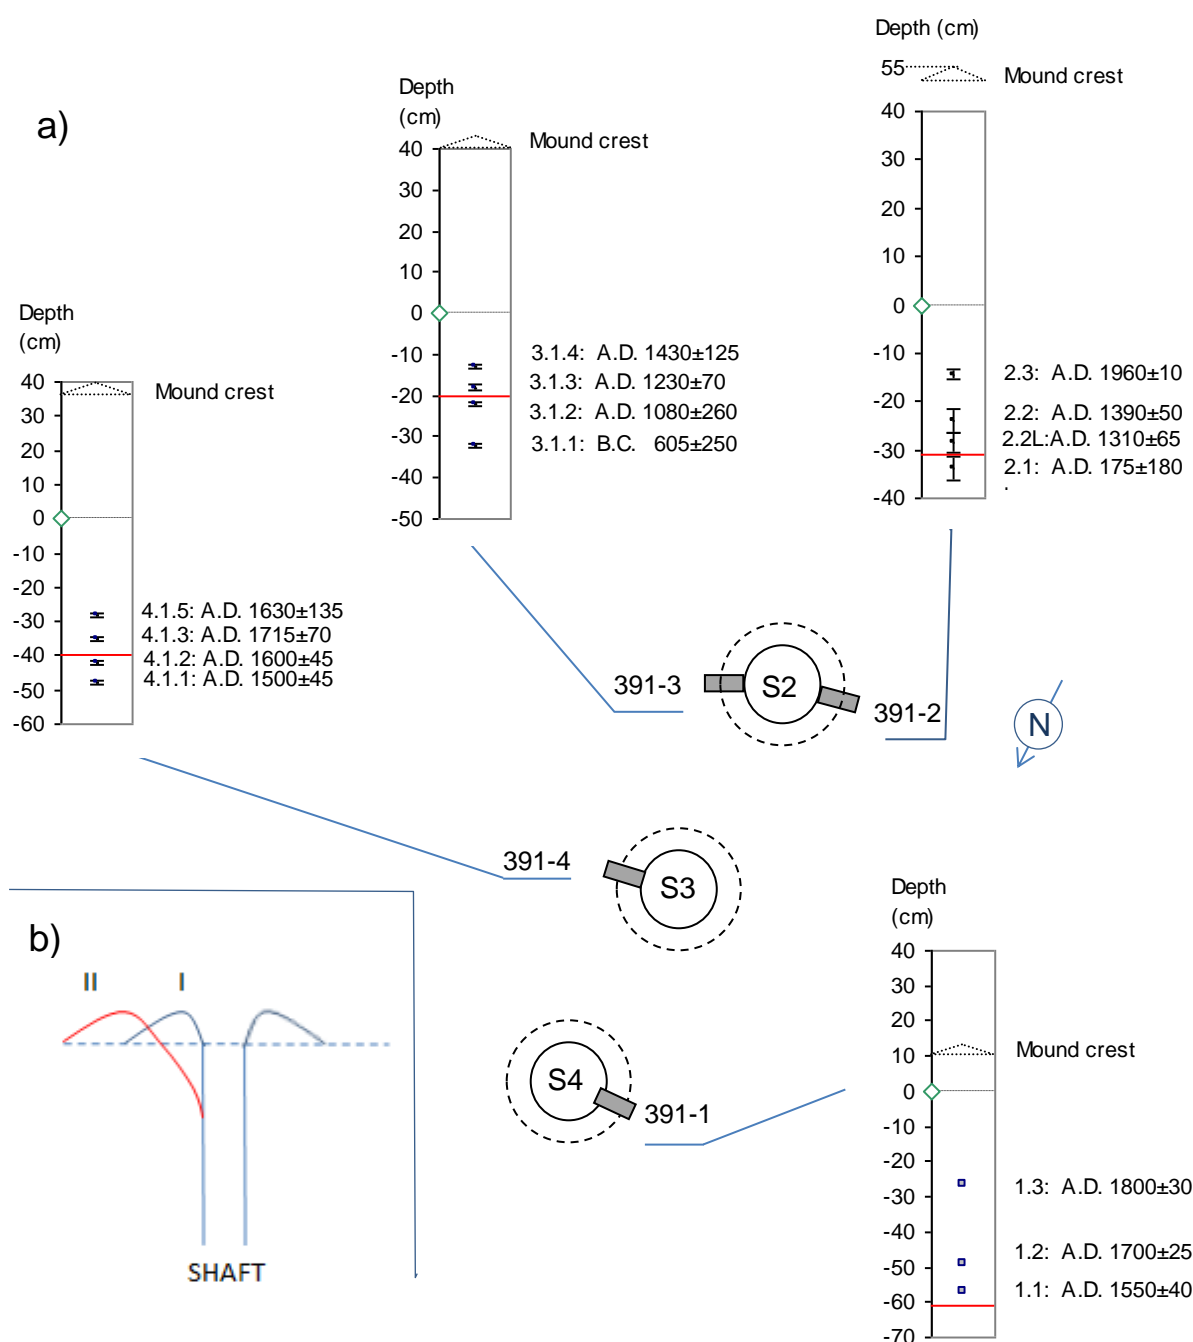 a)
Depth (cm)
55
Mound crest
40
30
20
10
0
-10
-20
-30
-40
2.3: A.D. 1960±10
2.2: A.D. 1390±50
2.2L:A.D. 1310±65
2.1: A.D. 175±180
.
Depth
(cm)
Mound crest
40
30
20
10
0
-10
-20
-30
-40
-50
3.1.4: A.D. 1430±125
3.1.3: A.D. 1230±70
3.1.2: A.D. 1080±260
3.1.1: B.C. 605±250
Depth
(cm)
Mound crest
40
30
20
10
0
-10
-20
-30
-40
-50
-60
4.1.5: A.D. 1630±135
4.1.3: A.D. 1715±70
4.1.2: A.D. 1600±45
4.1.1: A.D. 1500±45
391-3
S2
391-2
N
391-4
S3
S4
391-1
Depth
(cm)
40
30
20
10
0
-10
-20
-30
-40
-50
-60
-70
Mound crest
1.3: A.D. 1800±30
1.2: A.D. 1700±25
1.1: A.D. 1550±40
b)
II
I
SHAFT